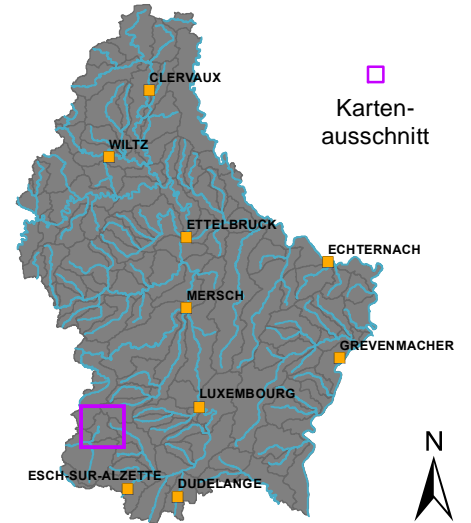 CLERVAUX
Karten-
ausschnitt
WILTZ
ETTELBRUCK
ECHTERNACH
MERSCH
GREVENMACHER
LUXEMBOURG
N
ESCH-SUR-ALZETTE
DUDELANGE